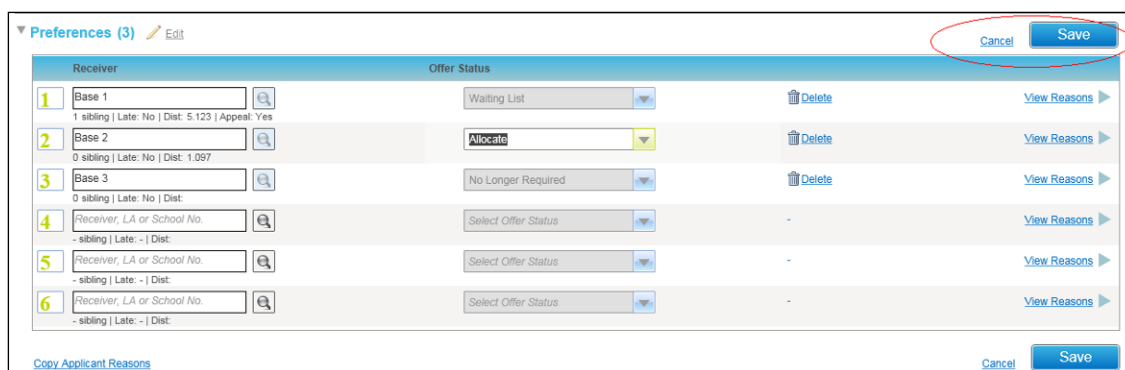 Preferences (3) Edit
Cancel Save
Receiver Offer Status
1 Base 1 Waiting List Delete View Reasons
1 sibling | Late: No | Dist: 5.123 | Appeal: Yes
2 Base 2 Allocate Delete View Reasons
0 sibling | Late: No | Dist: 1.097
3 Base 3 No Longer Required Delete View Reasons
0 sibling | Late: No | Dist:
4 Receiver, LA or School No. Select Offer Status - View Reasons
- sibling | Late: - | Dist:
5 Receiver, LA or School No. Select Offer Status - View Reasons
- sibling | Late: - | Dist:
6 Receiver, LA or School No. Select Offer Status - View Reasons
- sibling | Late: - | Dist:
Copy Applicant Reasons Cancel Save